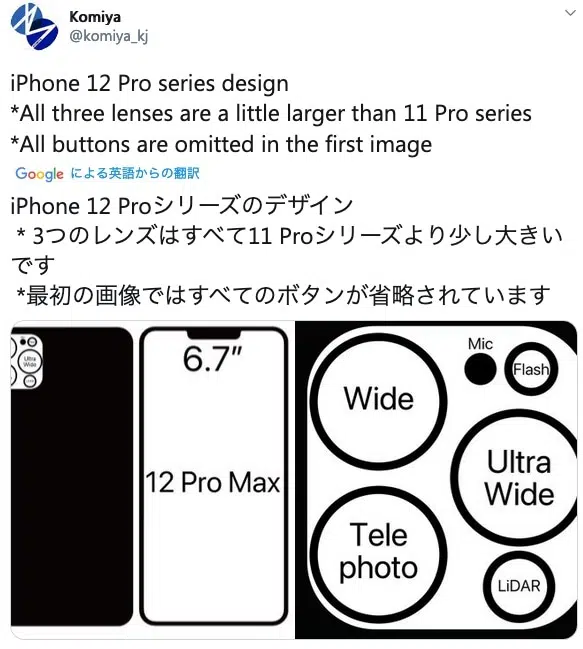 Komiya
@komiya_kj
iPhone 12 Pro series design
*All three lenses are a little larger than 11 Pro series
*All buttons are omitted in the first image
Google による英語からの翻訳
iPhone 12 Proシリーズのデザイン
* 3つのレンズはすべて11 Proシリーズより少し大きい
です
*最初の画像ではすべてのボタンが省略されています
Ultra
Wide
6.7”
12 Pro Max
Mic
Flash
Wide
Ultra
Wide
Tele
photo
LiDAR